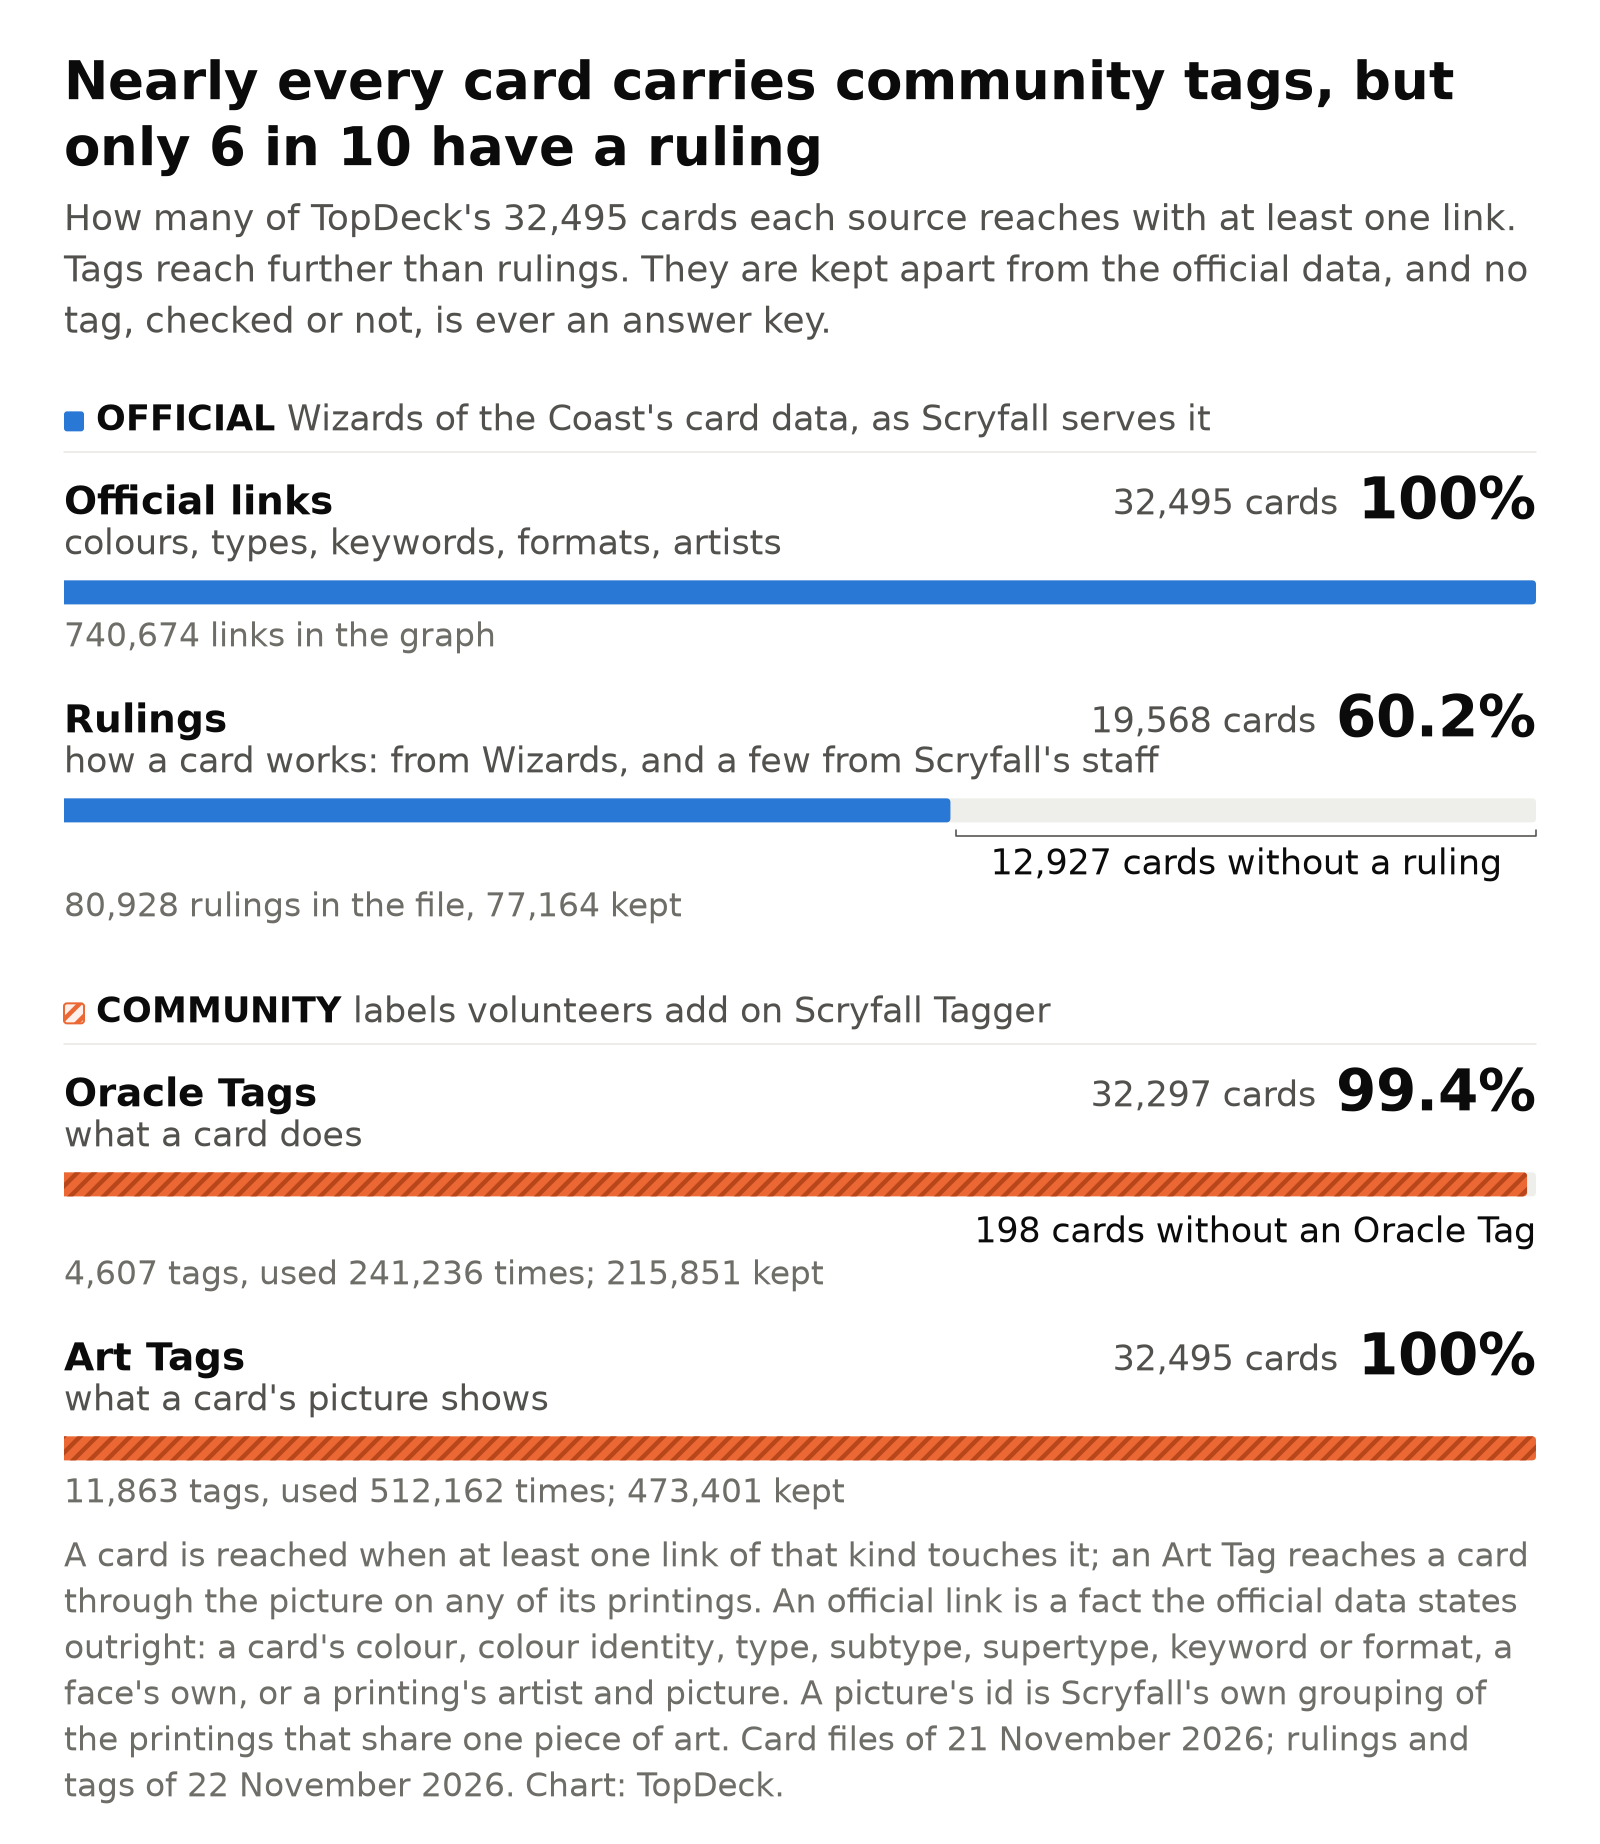 Nearly every card carries community tags, but
only 6 in 10 have a ruling
How many of TopDeck's 32,495 cards each source reaches with at least one link.
Tags reach further than rulings. They are kept apart from the official data, and no
tag, checked or not, is ever an answer key.
OFFICIAL Wizards of the Coast's card data, as Scryfall serves it
Official links 32,495 cards 100%
colours, types, keywords, formats, artists
740,674 links in the graph
Rulings 19,568 cards 60.2%
how a card works: from Wizards, and a few from Scryfall's staff
12,927 cards without a ruling
80,928 rulings in the file, 77,164 kept
COMMUNITY labels volunteers add on Scryfall Tagger
Oracle Tags 32,297 cards 99.4%
what a card does
198 cards without an Oracle Tag
4,607 tags, used 241,236 times; 215,851 kept
Art Tags 32,495 cards 100%
what a card's picture shows
11,863 tags, used 512,162 times; 473,401 kept
A card is reached when at least one link of that kind touches it; an Art Tag reaches a card
through the picture on any of its printings. An official link is a fact the official data states
outright: a card's colour, colour identity, type, subtype, supertype, keyword or format, a
face's own, or a printing's artist and picture. A picture's id is Scryfall's own grouping of
the printings that share one piece of art. Card files of 21 November 2026; rulings and
tags of 22 November 2026. Chart: TopDeck.